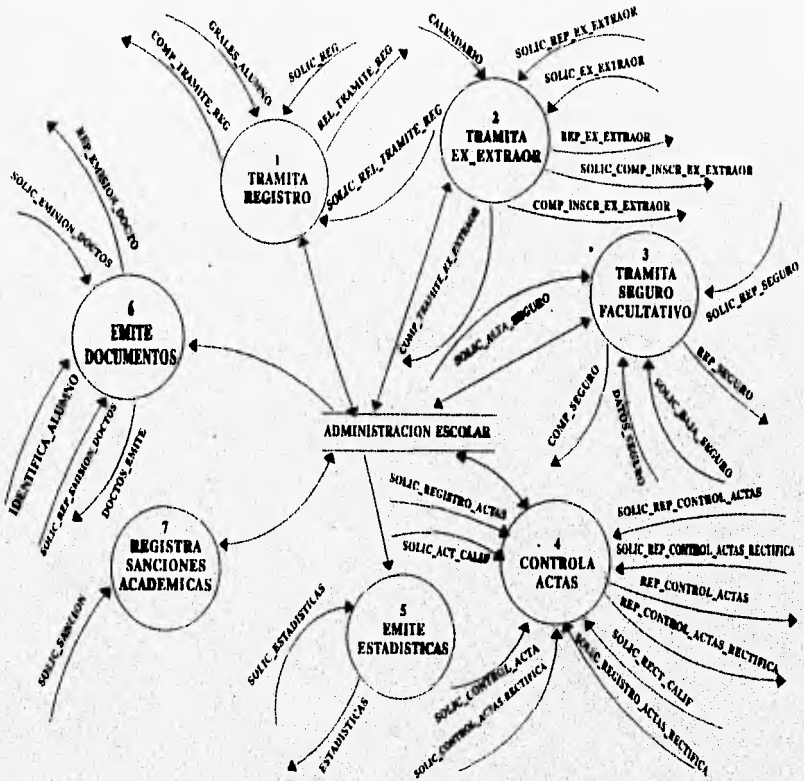 COMP_TRAMITE_REG
GRALES_ALUMNO
SOLIC_REG
REL_TRAMITE_REG
SOLIC_REL_TRAMITE_REG
1
TRAMITA
REGISTRO
CALENDARIO
SOLIC_REP_EX_EXTRAOR
SOLIC_EX_EXTRAOR
REP_EX_EXTRAOR
SOLIC_COMP_INSCR_EX_EXTRAOR
COMP_INSCR_EX_EXTRAOR
2
TRAMITA
EX_EXTRAOR
COMP_TRAMITE_EX_EXTRAOR
SOLIC_ALTA_SEGURO
3
TRAMITA
SEGURO
FACULTATIVO
SOLIC_REP_SEGURO
REP_SEGURO
COMP_SEGURO
DATOS_SEGURO
SOLIC_BAJA_SEGURO
REP_EMISION_DOCTO
SOLIC_EMISION_DOCTOS
6
EMITE
DOCUMENTOS
IDENTIFICA_ALUMNO
SOLIC_REP_EMISION_DOCTOS
DOCTOS_EMITE
ADMINISTRACION ESCOLAR
7
REGISTRA
SANCIONES
ACADEMICAS
SOLIC_SANCION
5
EMITE
ESTADISTICAS
SOLIC_ESTADISTICAS
ESTADISTICAS
SOLIC_REGISTRO_ACTAS
SOLIC_ACT_CALIF
4
CONTROLA
ACTAS
SOLIC_REP_CONTROL_ACTAS
SOLIC_REP_CONTROL_ACTAS_RECTIFICA
REP_CONTROL_ACTAS
REP_CONTROL_ACTAS_RECTIFICA
SOLIC_RECT_CALIF
SOLIC_REGISTRO_ACTAS_RECTIFICA
SOLIC_CONTROL_ACTA
SOLIC_CONTROL_ACTAS_RECTIFICA